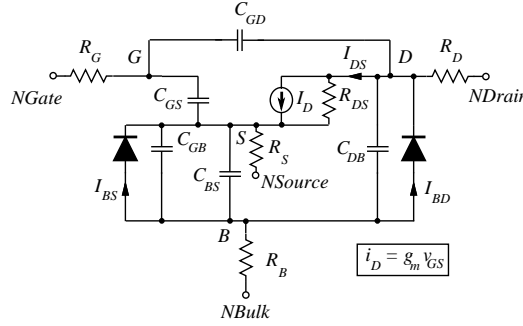 C_GD
R_G
G
D
R_D
I_DS
NGate
C_GS
I_D
R_DS
NDrain
C_GB
S
R_S
C_DB
I_BS
C_BS
NSource
I_BD
B
R_B
i_D = g_m v_GS
NBulk